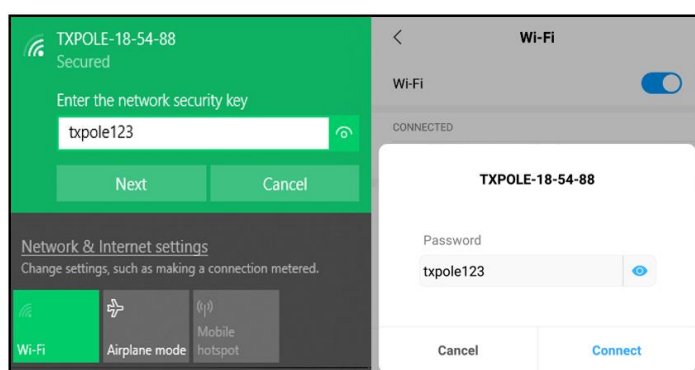 TXPOLE-18-54-88
Secured
Enter the network security key
txpole123
Next Cancel
Network & Internet settings
Change settings, such as making a connection metered.
Wi-Fi
Airplane mode
Mobile
hotspot
Wi-Fi
Wi-Fi
CONNECTED
TXPOLE-18-54-88
Password
txpole123
Cancel Connect